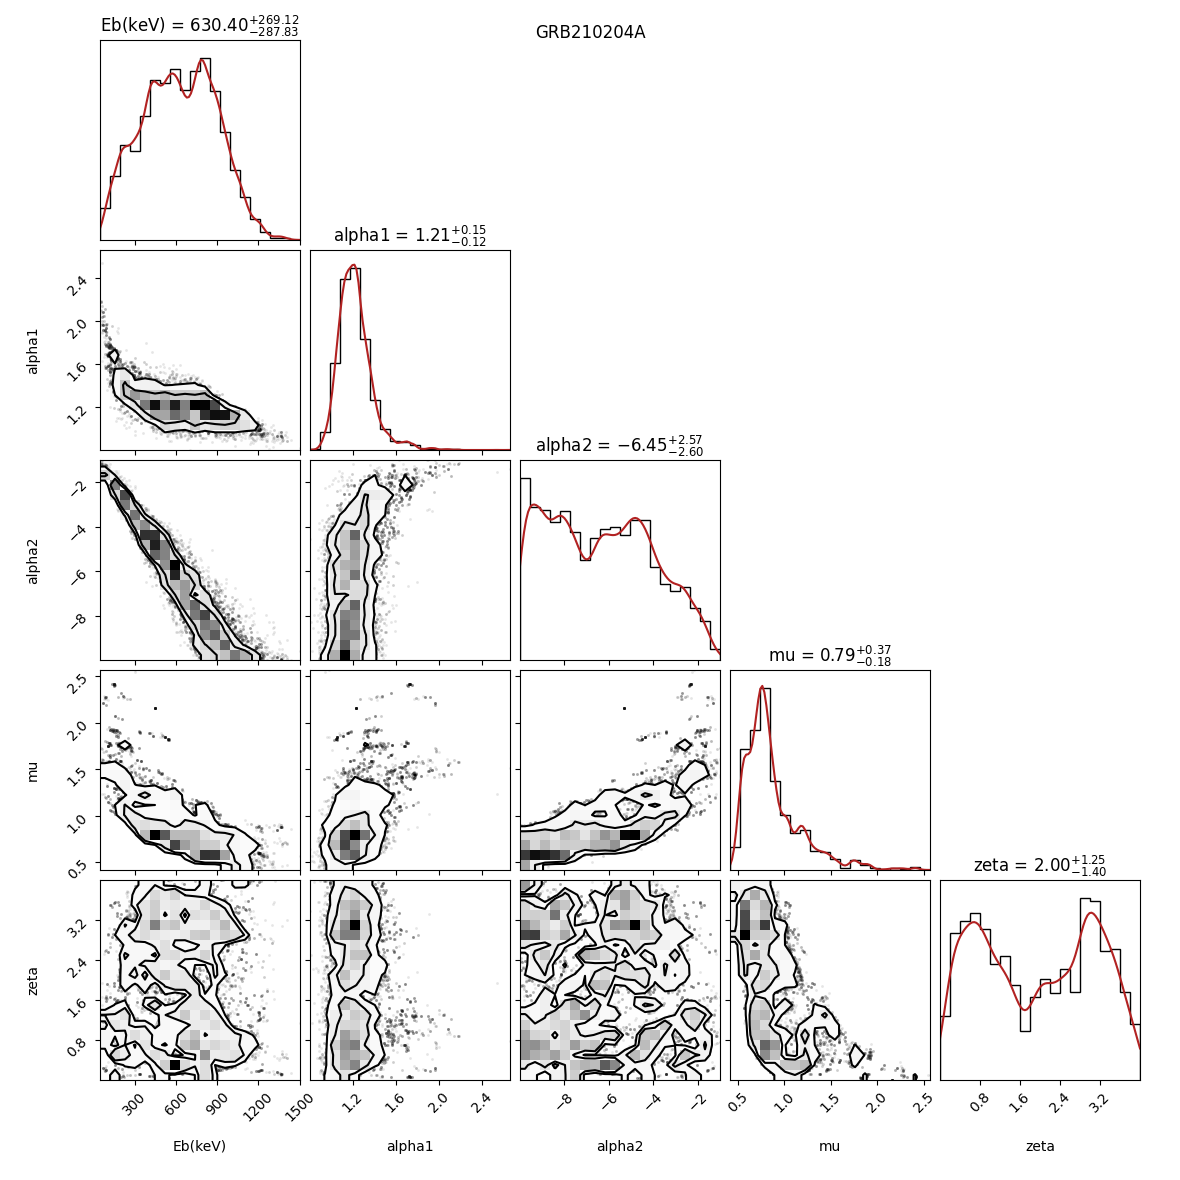 Eb(keV) = 630.40 +269.12 −287.83
GRB210204A
alpha1 = 1.21 +0.15 −0.12
alpha1
2.4
2.0
1.6
1.2
alpha2 = −6.45 +2.57 −2.60
alpha2
−2
−4
−6
−8
mu = 0.79 +0.37 −0.18
mu
2.5
2.0
1.5
1.0
0.5
zeta = 2.00 +1.25 −1.40
zeta
3.2
2.4
1.6
0.8
300 600 900 1200 1500 1.2 1.6 2.0 2.4 −8 −6 −4 −2 0.5 1.0 1.5 2.0 2.5 0.8 1.6 2.4 3.2
Eb(keV) alpha1 alpha2 mu zeta